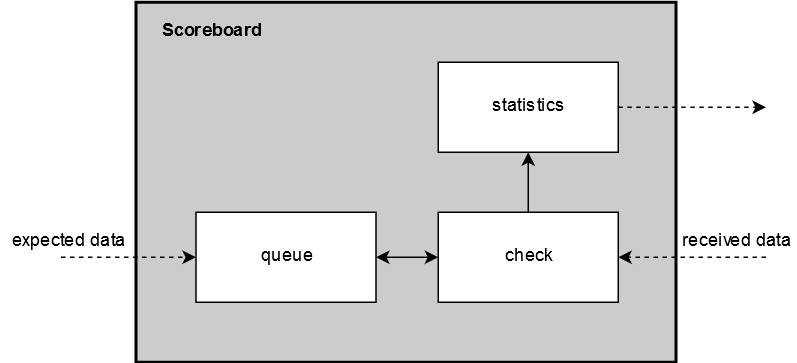 Scoreboard
statistics
expected data
queue
check
received data